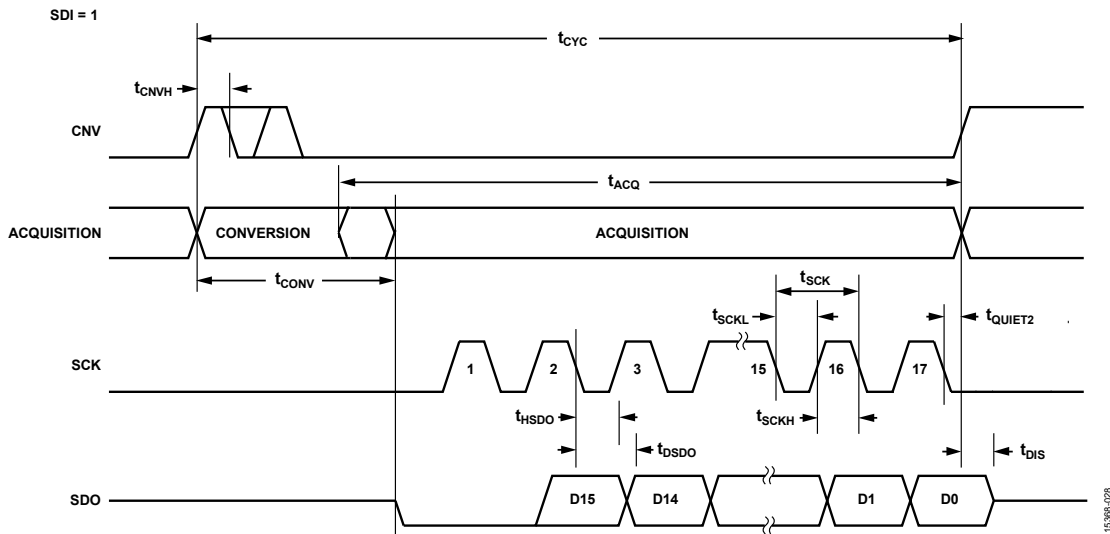 SDI = 1
tCYC
tCNVH
CNV
tACQ
ACQUISITION
CONVERSION
ACQUISITION
tCONV
tSCK
tSCKL
tQUIET2
SCK
1
2
3
15
16
17
tHSDO
tSCKH
tDSDO
tDIS
SDO
D15
D14
D1
D0
15368-028